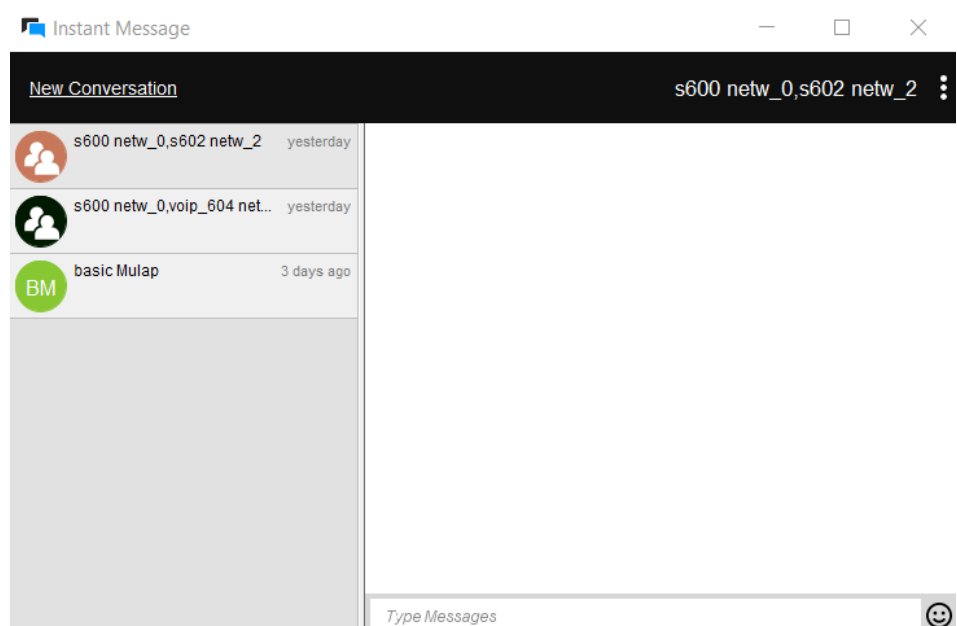 Instant Message
New Conversation
s600 netw_0,s602 netw_2
s600 netw_0,s602 netw_2 yesterday
s600 netw_0,voip_604 net... yesterday
BM basic Mulap 3 days ago
Type Messages